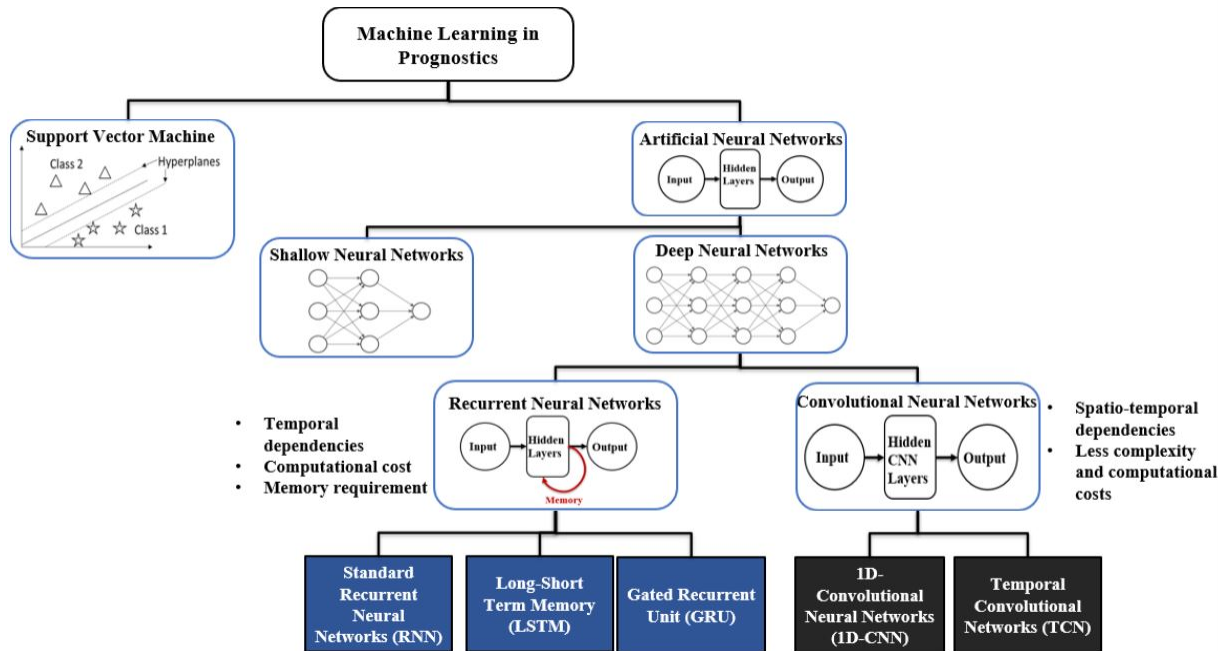 Machine Learning in
Prognostics
Support Vector Machine
Class 2
Hyperplanes
Class 1
Artificial Neural Networks
Input
Hidden
Layers
Output
Shallow Neural Networks
Deep Neural Networks
• Temporal
dependencies
• Computational cost
• Memory requirement
Recurrent Neural Networks
Input
Hidden
Layers
Output
Memory
Convolutional Neural Networks
Input
Hidden
CNN
Layers
Output
• Spatio-temporal
dependencies
• Less complexity
and computational
costs
Standard
Recurrent
Neural
Networks (RNN)
Long-Short
Term Memory
(LSTM)
Gated Recurrent
Unit (GRU)
1D-
Convolutional
Neural Networks
(1D-CNN)
Temporal
Convolutional
Networks (TCN)